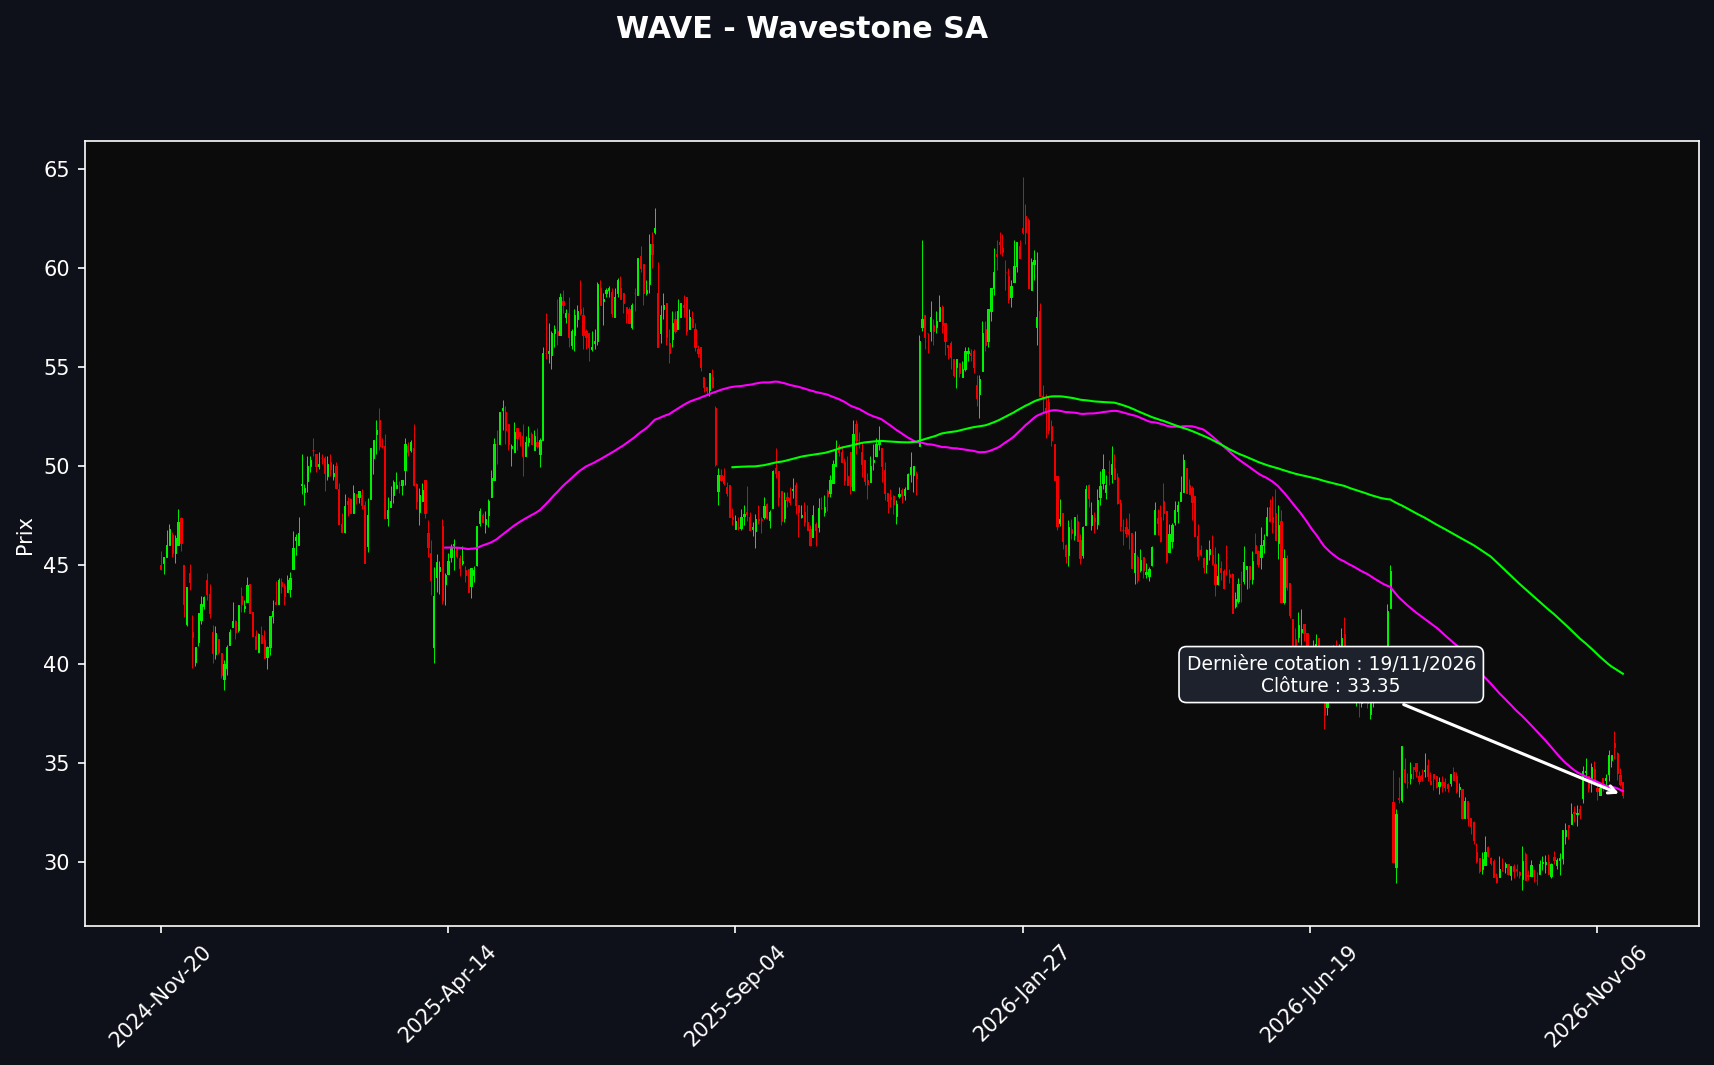 WAVE - Wavestone SA
Prix
65
60
55
50
45
40
35
30
Dernière cotation : 19/11/2026
Clôture : 33.35
2024-Nov-20
2025-Apr-14
2025-Sep-04
2026-Jan-27
2026-Jun-19
2026-Nov-06